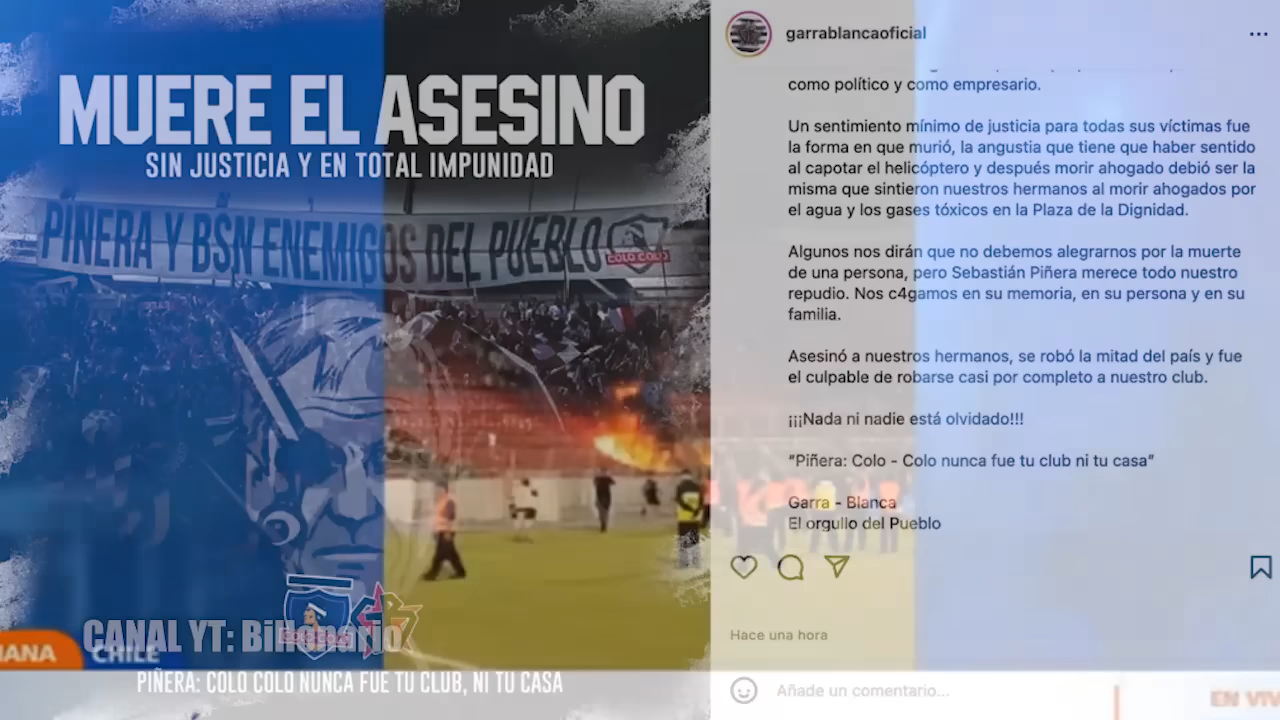 MUERE EL ASESINO
SIN JUSTICIA Y EN TOTAL IMPUNIDAD
PIÑERA Y BSN ENEMIGOS DEL PUEBLO
COLO COLO
CANAL YT: Billonario
IANA
CHILE
PIÑERA: COLO COLO NUNCA FUE TU CLUB, NI TU CASA
garrablancaoficial
como político y como empresario.
Un sentimiento mínimo de justicia para todas sus víctimas fue
la forma en que murió, la angustia que tiene que haber sentido
al capotar el helicóptero y después morir ahogado debió ser la
misma que sintieron nuestros hermanos al morir ahogados por
el agua y los gases tóxicos en la Plaza de la Dignidad.
Algunos nos dirán que no debemos alegrarnos por la muerte
de una persona, pero Sebastián Piñera merece todo nuestro
repudio. Nos c4gamos en su memoria, en su persona y en su
familia.
Asesinó a nuestros hermanos, se robó la mitad del país y fue
el culpable de robarse casi por completo a nuestro club.
¡¡¡Nada ni nadie está olvidado!!!
“Piñera: Colo - Colo nunca fue tu club ni tu casa”
Garra - Blanca
El orgullo del Pueblo
Hace una hora
Añade un comentario...
EN VIV